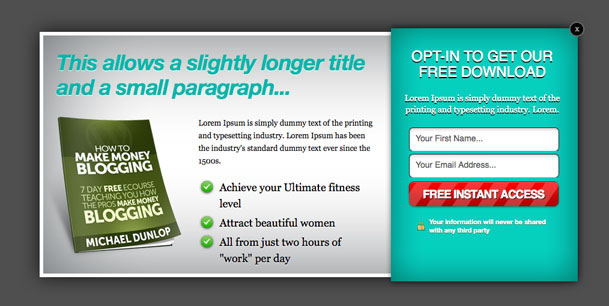 x
This allows a slightly longer title
and a small paragraph...
HOW TO
MAKE MONEY
BLOGGING
7 DAY FREE ECOURSE
TEACHING YOU HOW
THE PROS MAKE MONEY
BLOGGING
MICHAEL DUNLOP
Lorem Ipsum is simply dummy text of the printing
and typesetting industry. Lorem Ipsum has been
the industry's standard dummy text ever since the
1500s.
Achieve your Ultimate fitness
level
Attract beautiful women
All from just two hours of
"work" per day
OPT-IN TO GET OUR
FREE DOWNLOAD
Lorem Ipsum is simply dummy text of the
printing and typesetting industry. Lorem.
Your First Name...
Your Email Address...
FREE INSTANT ACCESS
Your information will never be shared
with any third party